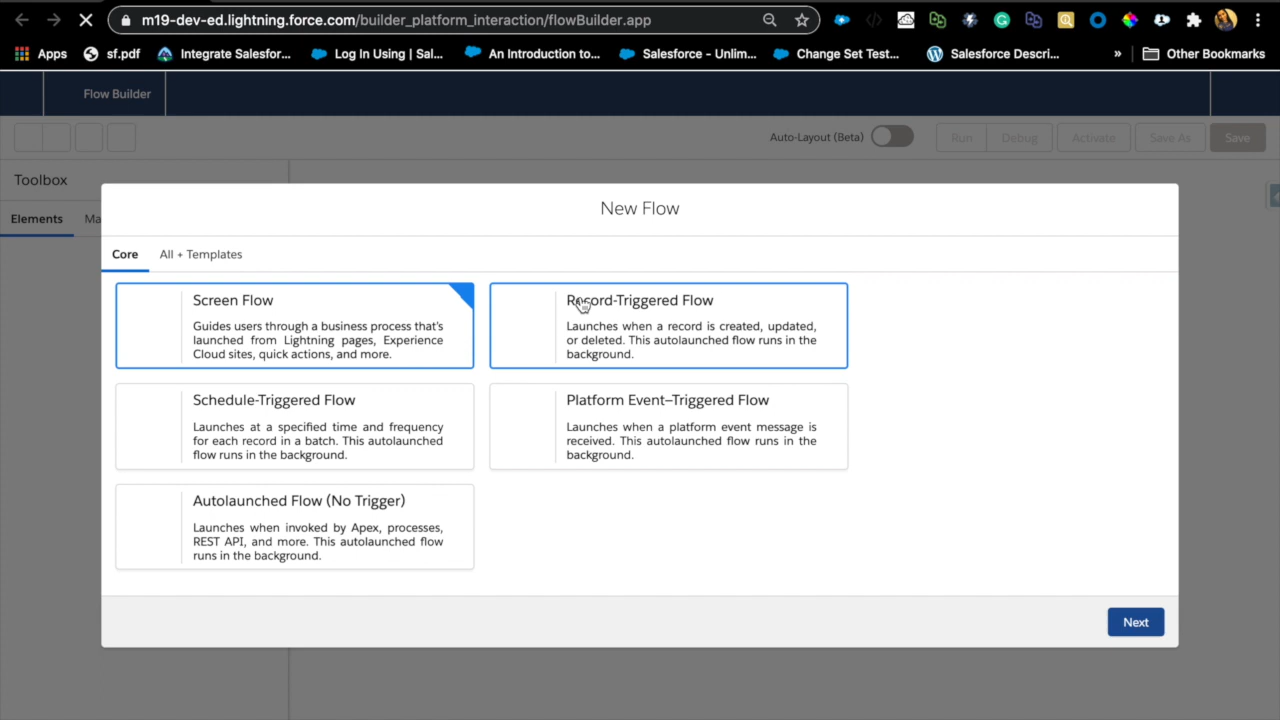 m19-dev-ed.lightning.force.com/builder_platform_interaction/flowBuilder.app
Apps sf.pdf Integrate Salesfor... Log In Using | Sal... An Introduction to... Salesforce - Unlim... Change Set Test... Salesforce Descri... » Other Bookmarks
Flow Builder
Auto-Layout (Beta) Run Debug Activate Save As Save
Toolbox
Elements Ma
New Flow
Core All + Templates
Screen Flow
Guides users through a business process that's
launched from Lightning pages, Experience
Cloud sites, quick actions, and more.
Record-Triggered Flow
Launches when a record is created, updated,
or deleted. This autolaunched flow runs in the
background.
Schedule-Triggered Flow
Launches at a specified time and frequency
for each record in a batch. This autolaunched
flow runs in the background.
Platform Event–Triggered Flow
Launches when a platform event message is
received. This autolaunched flow runs in the
background.
Autolaunched Flow (No Trigger)
Launches when invoked by Apex, processes,
REST API, and more. This autolaunched flow
runs in the background.
Next